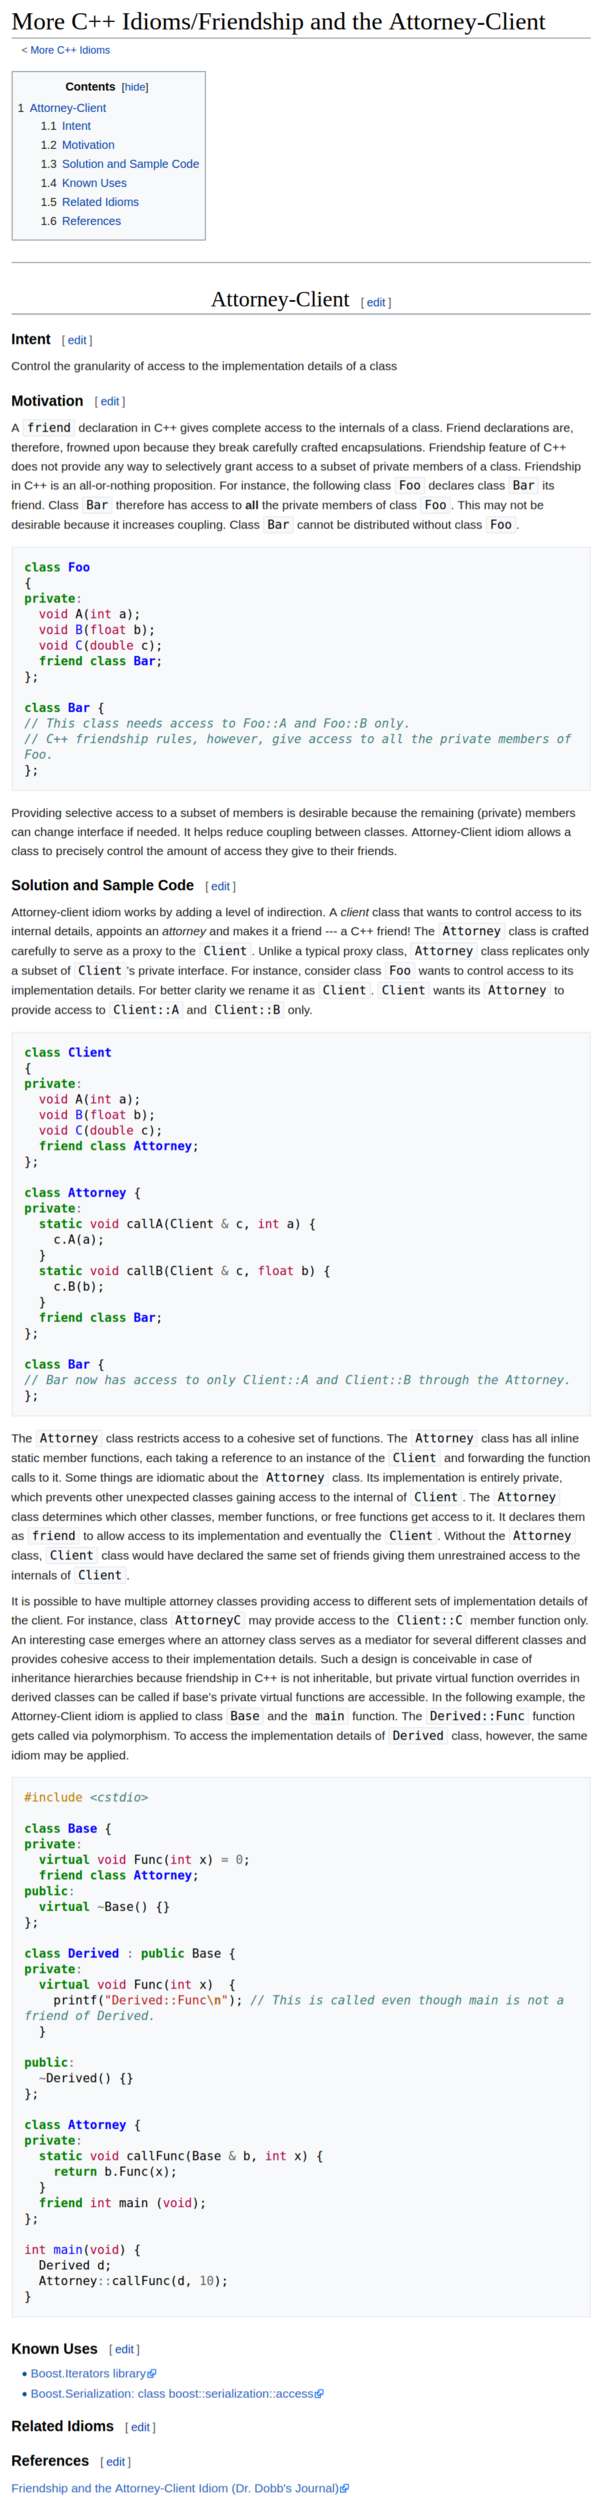 More C++ Idioms/Friendship and the Attorney-Client
< More C++ Idioms
Contents [hide]
1 Attorney-Client
1.1 Intent
1.2 Motivation
1.3 Solution and Sample Code
1.4 Known Uses
1.5 Related Idioms
1.6 References
Attorney-Client [ edit ]
Intent [ edit ]
Control the granularity of access to the implementation details of a class
Motivation [ edit ]
A friend declaration in C++ gives complete access to the internals of a class. Friend declarations are,
therefore, frowned upon because they break carefully crafted encapsulations. Friendship feature of C++
does not provide any way to selectively grant access to a subset of private members of a class. Friendship
in C++ is an all-or-nothing proposition. For instance, the following class Foo declares class Bar its
friend. Class Bar therefore has access to all the private members of class Foo. This may not be
desirable because it increases coupling. Class Bar cannot be distributed without class Foo.
class Foo
{
private:
  void A(int a);
  void B(float b);
  void C(double c);
  friend class Bar;
};
class Bar {
// This class needs access to Foo::A and Foo::B only.
// C++ friendship rules, however, give access to all the private members of
Foo.
};
Providing selective access to a subset of members is desirable because the remaining (private) members
can change interface if needed. It helps reduce coupling between classes. Attorney-Client idiom allows a
class to precisely control the amount of access they give to their friends.
Solution and Sample Code [ edit ]
Attorney-client idiom works by adding a level of indirection. A client class that wants to control access to its
internal details, appoints an attorney and makes it a friend --- a C++ friend! The Attorney class is crafted
carefully to serve as a proxy to the Client. Unlike a typical proxy class, Attorney class replicates only
a subset of Client's private interface. For instance, consider class Foo wants to control access to its
implementation details. For better clarity we rename it as Client. Client wants its Attorney to
provide access to Client::A and Client::B only.
class Client
{
private:
  void A(int a);
  void B(float b);
  void C(double c);
  friend class Attorney;
};
class Attorney {
private:
  static void callA(Client & c, int a) {
    c.A(a);
  }
  static void callB(Client & c, float b) {
    c.B(b);
  }
  friend class Bar;
};
class Bar {
// Bar now has access to only Client::A and Client::B through the Attorney.
};
The Attorney class restricts access to a cohesive set of functions. The Attorney class has all inline
static member functions, each taking a reference to an instance of the Client and forwarding the function
calls to it. Some things are idiomatic about the Attorney class. Its implementation is entirely private,
which prevents other unexpected classes gaining access to the internal of Client. The Attorney
class determines which other classes, member functions, or free functions get access to it. It declares them
as friend to allow access to its implementation and eventually the Client. Without the Attorney
class, Client class would have declared the same set of friends giving them unrestrained access to the
internals of Client.
It is possible to have multiple attorney classes providing access to different sets of implementation details of
the client. For instance, class AttorneyC may provide access to the Client::C member function only.
An interesting case emerges where an attorney class serves as a mediator for several different classes and
provides cohesive access to their implementation details. Such a design is conceivable in case of
inheritance hierarchies because friendship in C++ is not inheritable, but private virtual function overrides in
derived classes can be called if base's private virtual functions are accessible. In the following example, the
Attorney-Client idiom is applied to class Base and the main function. The Derived::Func function
gets called via polymorphism. To access the implementation details of Derived class, however, the same
idiom may be applied.
#include <cstdio>
class Base {
private:
  virtual void Func(int x) = 0;
  friend class Attorney;
public:
  virtual ~Base() {}
};
class Derived : public Base {
private:
  virtual void Func(int x)  {
    printf("Derived::Func\n"); // This is called even though main is not a
friend of Derived.
  }
public:
  ~Derived() {}
};
class Attorney {
private:
  static void callFunc(Base & b, int x) {
    return b.Func(x);
  }
  friend int main (void);
};
int main(void) {
  Derived d;
  Attorney::callFunc(d, 10);
}
Known Uses [ edit ]
• Boost.Iterators library
• Boost.Serialization: class boost::serialization::access
Related Idioms [ edit ]
References [ edit ]
Friendship and the Attorney-Client Idiom (Dr. Dobb's Journal)